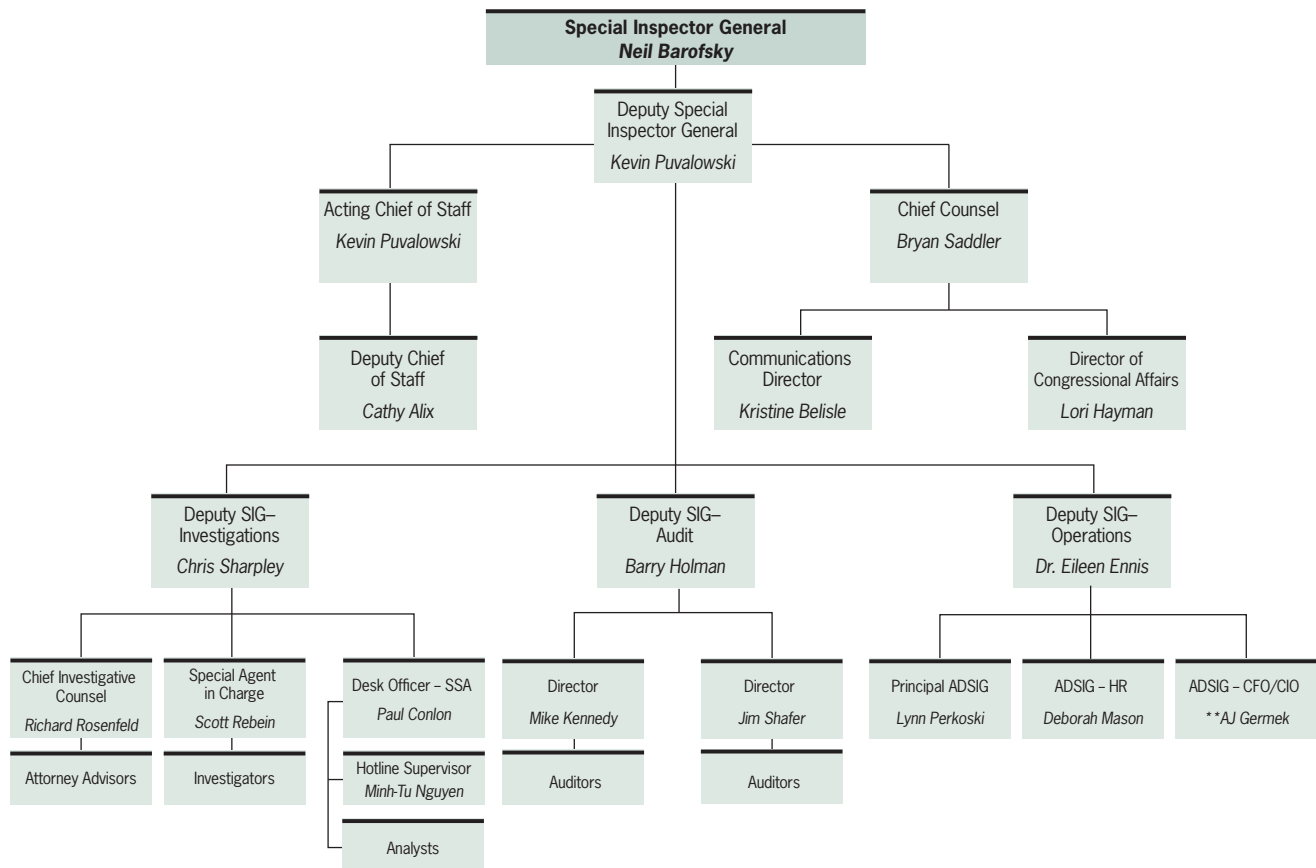 Special Inspector General
Neil Barofsky
Deputy Special
Inspector General
Kevin Puvalowski
Acting Chief of Staff
Kevin Puvalowski
Chief Counsel
Bryan Saddler
Deputy Chief
of Staff
Cathy Alix
Communications
Director
Kristine Belisle
Director of
Congressional Affairs
Lori Hayman
Deputy SIG–
Investigations
Chris Sharpley
Deputy SIG–
Audit
Barry Holman
Deputy SIG–
Operations
Dr. Eileen Ennis
Chief Investigative
Counsel
Richard Rosenfeld
Special Agent
in Charge
Scott Rebein
Desk Officer – SSA
Paul Conlon
Director
Mike Kennedy
Director
Jim Shafer
Principal ADSIG
Lynn Perkoski
ADSIG – HR
Deborah Mason
ADSIG – CFO/CIO
**AJ Germek
Attorney Advisors
Investigators
Hotline Supervisor
Minh-Tu Nguyen
Auditors
Auditors
Analysts